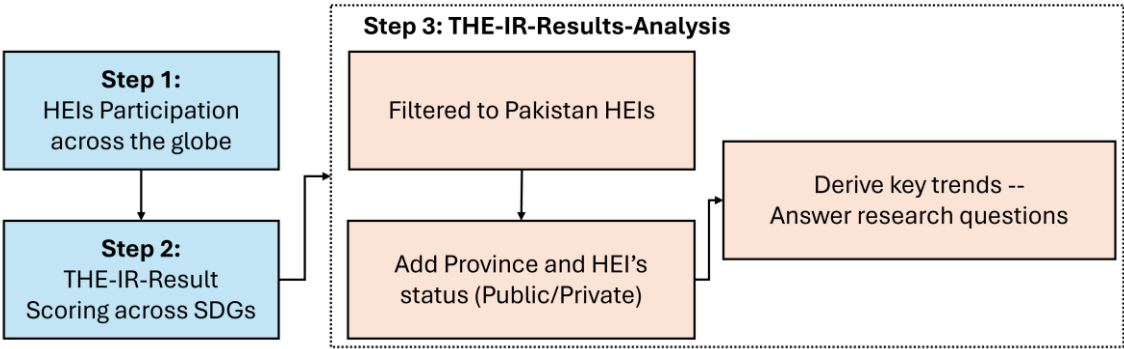 Step 3: THE-IR-Results-Analysis
Step 1:
HEIs Participation
across the globe
Step 2:
THE-IR-Result
Scoring across SDGs
Filtered to Pakistan HEIs
Add Province and HEI’s
status (Public/Private)
Derive key trends --
Answer research questions